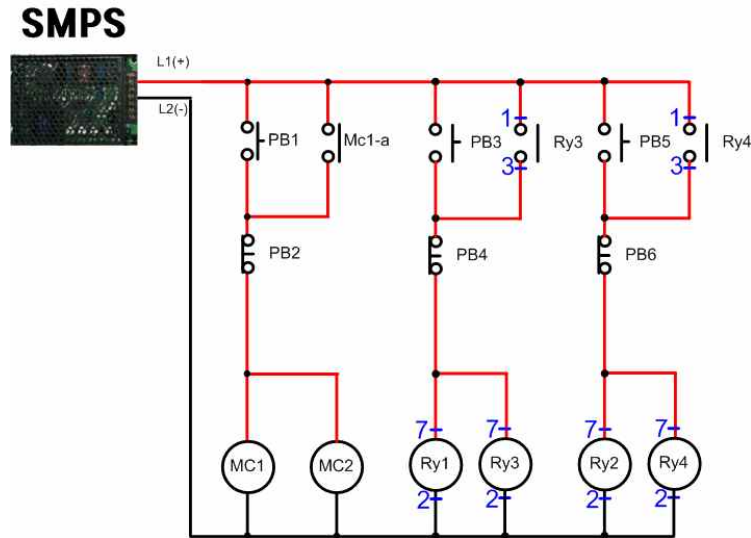 SMPS
L1(+)
L2(-)
PB1
Mc1-a
PB3
1
3
Ry3
PB5
1
3
Ry4
PB2
PB4
PB6
MC1
MC2
7
Ry1
2
7
Ry3
2
7
Ry2
2
7
Ry4
2